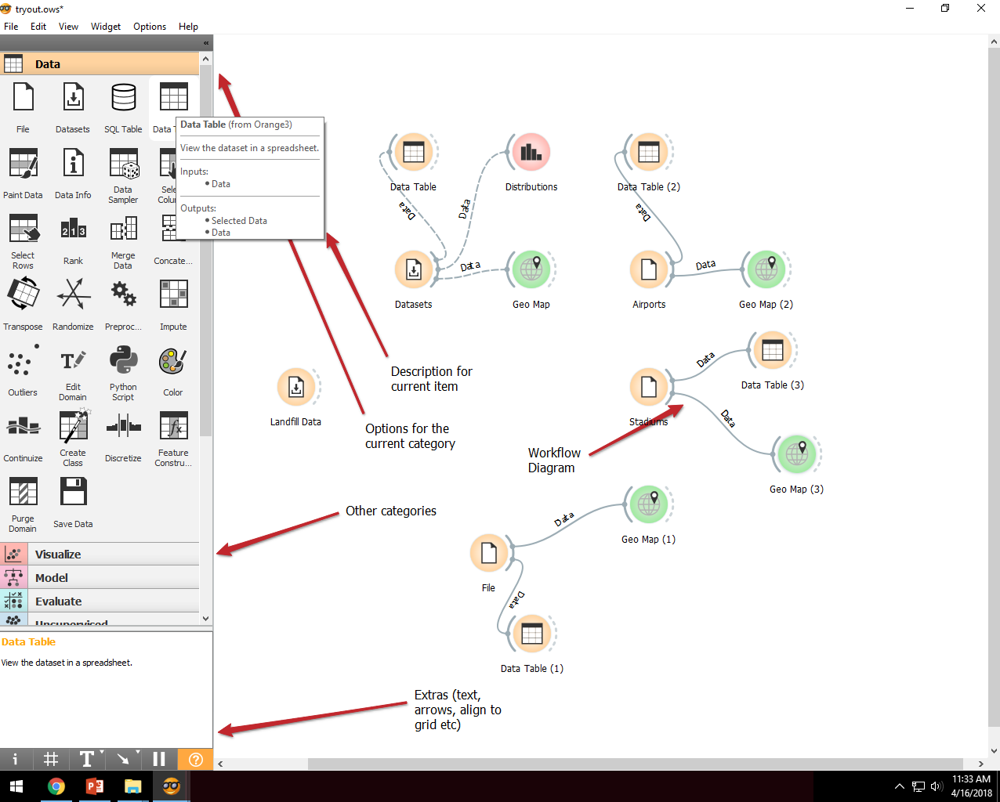 tryout.ows*
File Edit View Widget Options Help
«
Data
File Datasets SQL Table Data T
Data Table (from Orange3)
View the dataset in a spreadsheet.
Inputs:
• Data
Outputs:
• Selected Data
• Data
Paint Data Data Info Data
Sampler
Sele
Colum
Select
Rows
Rank
Merge
Data
Concate...
Transpose Randomize Preproc... Impute
Outliers
Edit
Domain
Python
Script
Color
Continuize
Create
Class
Discretize
Feature
Constru...
Purge
Domain
Save Data
Visualize
Model
Evaluate
Unsupervised
Data Table
View the dataset in a spreadsheet.
Data Table
Distributions
Data Table (2)
Data
Data
Data
Data
Data
Datasets
Geo Map
Airports
Geo Map (2)
Description for
current item
Landfill Data
Options for the
current category
Data
Data Table (3)
Stadiums
Data
Workflow
Diagram
Geo Map (3)
Other categories
Data
Geo Map (1)
File
Data
Data Table (1)
Extras (text,
arrows, align to
grid etc)
i # T ?
11:33 AM
4/16/2018